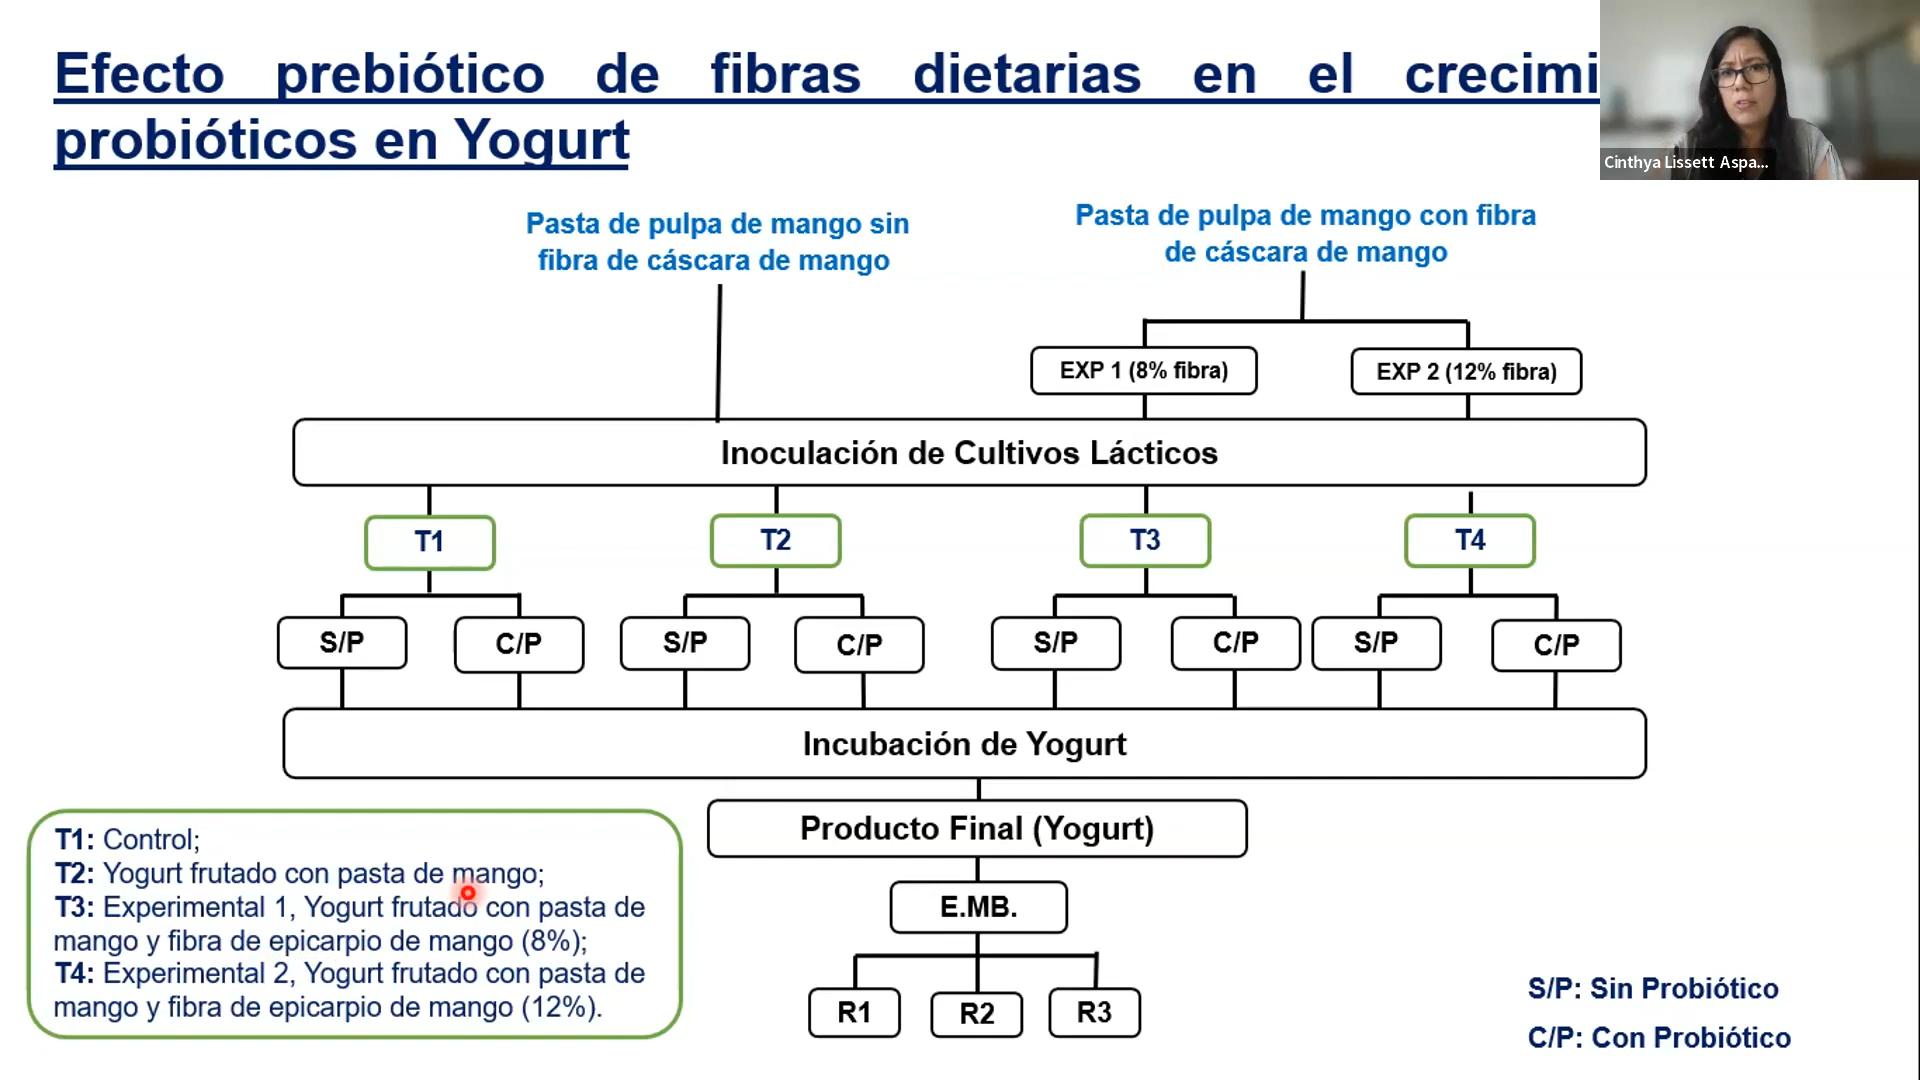 Efecto prebiótico de fibras dietarias en el crecimi
probióticos en Yogurt
Cinthya Lissett Aspa...
Pasta de pulpa de mango sin
fibra de cáscara de mango
Pasta de pulpa de mango con fibra
de cáscara de mango
EXP 1 (8% fibra)
EXP 2 (12% fibra)
Inoculación de Cultivos Lácticos
T1
T2
T3
T4
S/P
C/P
S/P
C/P
S/P
C/P
S/P
C/P
Incubación de Yogurt
Producto Final (Yogurt)
E.MB.
R1
R2
R3
T1: Control;
T2: Yogurt frutado con pasta de mango;
T3: Experimental 1, Yogurt frutado con pasta de
mango y fibra de epicarpio de mango (8%);
T4: Experimental 2, Yogurt frutado con pasta de
mango y fibra de epicarpio de mango (12%).
S/P: Sin Probiótico
C/P: Con Probiótico